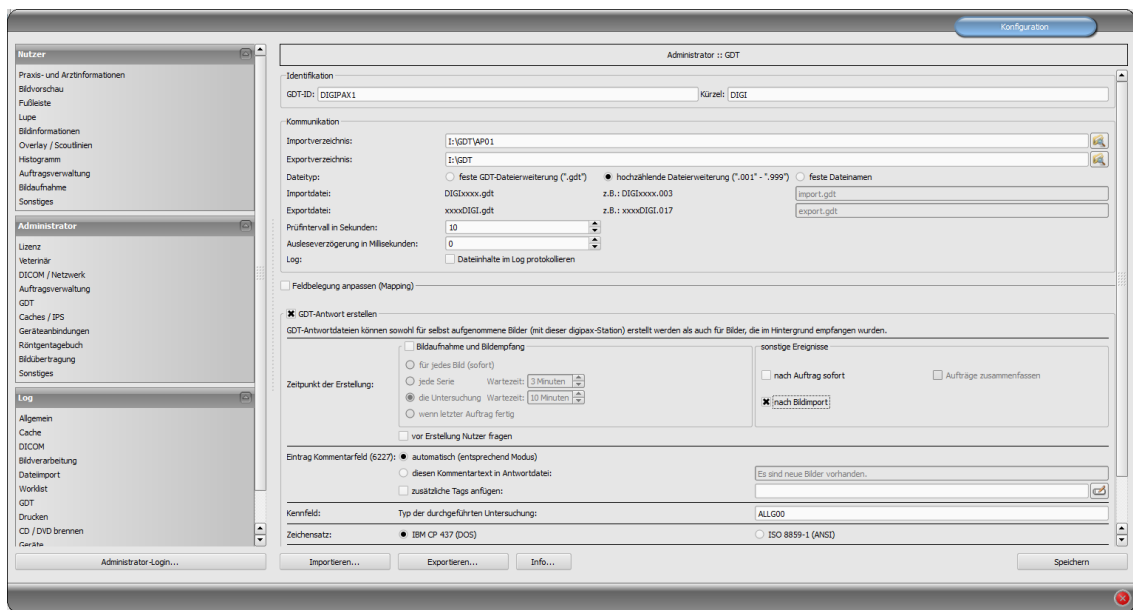 Konfiguration
Nutzer
Praxis- und Arztinformationen
Bildvorschau
Fußleiste
Lupe
Bildinformationen
Overlay / Scoutlinien
Histogramm
Auftragsverwaltung
Bildaufnahme
Sonstiges
Administrator
Lizenz
Veterinär
DICOM / Netzwerk
Auftragsverwaltung
GDT
Caches / IPS
Geräteanbindungen
Röntgentagebuch
Bildübertragung
Sonstiges
Log
Allgemein
Cache
DICOM
Bildverarbeitung
Dateiimport
Worklist
GDT
Drucken
CD / DVD brennen
Geräte
Administrator-Login...
Administrator :: GDT
Identifikation
GDT-ID: DIGIPAX1 Kürzel: DIGI
Kommunikation
Importverzeichnis: I:\GDT\AP01
Exportverzeichnis: I:\GDT
Dateityp: feste GDT-Dateierweiterung (".gdt") hochzählende Dateierweiterung (".001" - ".999") feste Dateinamen
Importdatei: DIGIxxxx.gdt z.B.: DIGIxxxx.003 import.gdt
Exportdatei: xxxxDIGI.gdt z.B.: xxxxDIGI.017 export.gdt
Prüfintervall in Sekunden: 10
Ausleseverzögerung in Millisekunden: 0
Log: Dateiinhalte im Log protokollieren
Feldbelegung anpassen (Mapping)
GDT-Antwort erstellen
GDT-Antwortdateien können sowohl für selbst aufgenommene Bilder (mit dieser digipax-Station) erstellt werden als auch für Bilder, die im Hintergrund empfangen wurden.
Zeitpunkt der Erstellung:
Bildaufnahme und Bildempfang
für jedes Bild (sofort)
jede Serie Wartezeit: 3 Minuten
die Untersuchung Wartezeit: 10 Minuten
wenn letzter Auftrag fertig
sonstige Ereignisse
nach Auftrag sofort Aufträge zusammenfassen
nach Bildimport
vor Erstellung Nutzer fragen
Eintrag Kommentarfeld (6227): automatisch (entsprechend Modus)
diesen Kommentartext in Antwortdatei: Es sind neue Bilder vorhanden.
zusätzliche Tags anfügen:
Kennfeld: Typ der durchgeführten Untersuchung: ALLG00
Zeichensatz: IBM CP 437 (DOS) ISO 8859-1 (ANSI)
Importieren... Exportieren... Info... Speichern